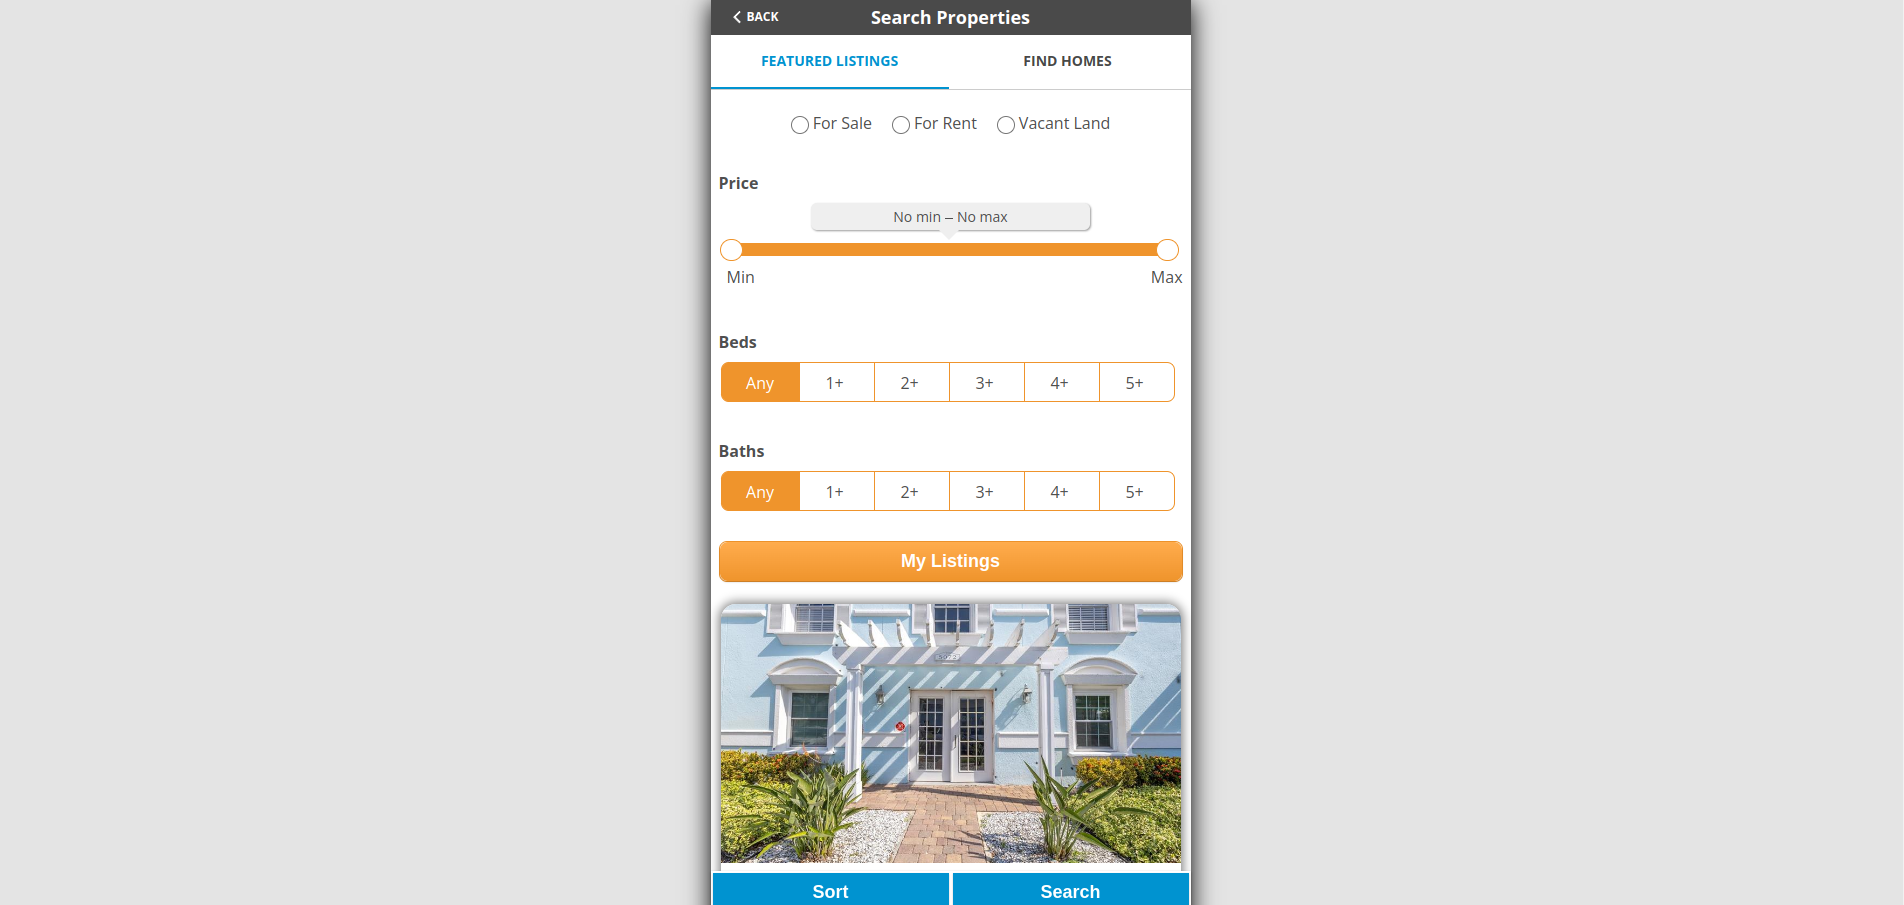 BACK
Search Properties
FEATURED LISTINGS
FIND HOMES
For Sale
For Rent
Vacant Land
Price
No min – No max
Min
Max
Beds
Any
1+
2+
3+
4+
5+
Baths
Any
1+
2+
3+
4+
5+
My Listings
Sort
Search